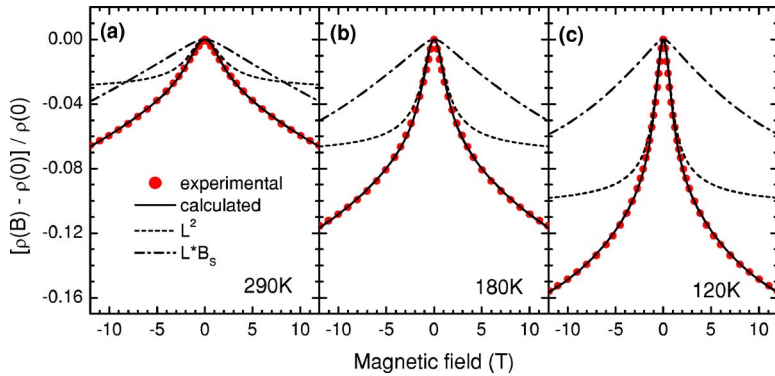 (a) (b) (c)
0.00
-0.04
-0.08
-0.12
-0.16
[ρ(B) - ρ(0)] / ρ(0)
experimental
calculated
L²
L*B_S
290K 180K 120K
-10 -5 0 5 10 -10 -5 0 5 10 -10 -5 0 5 10
Magnetic field (T)